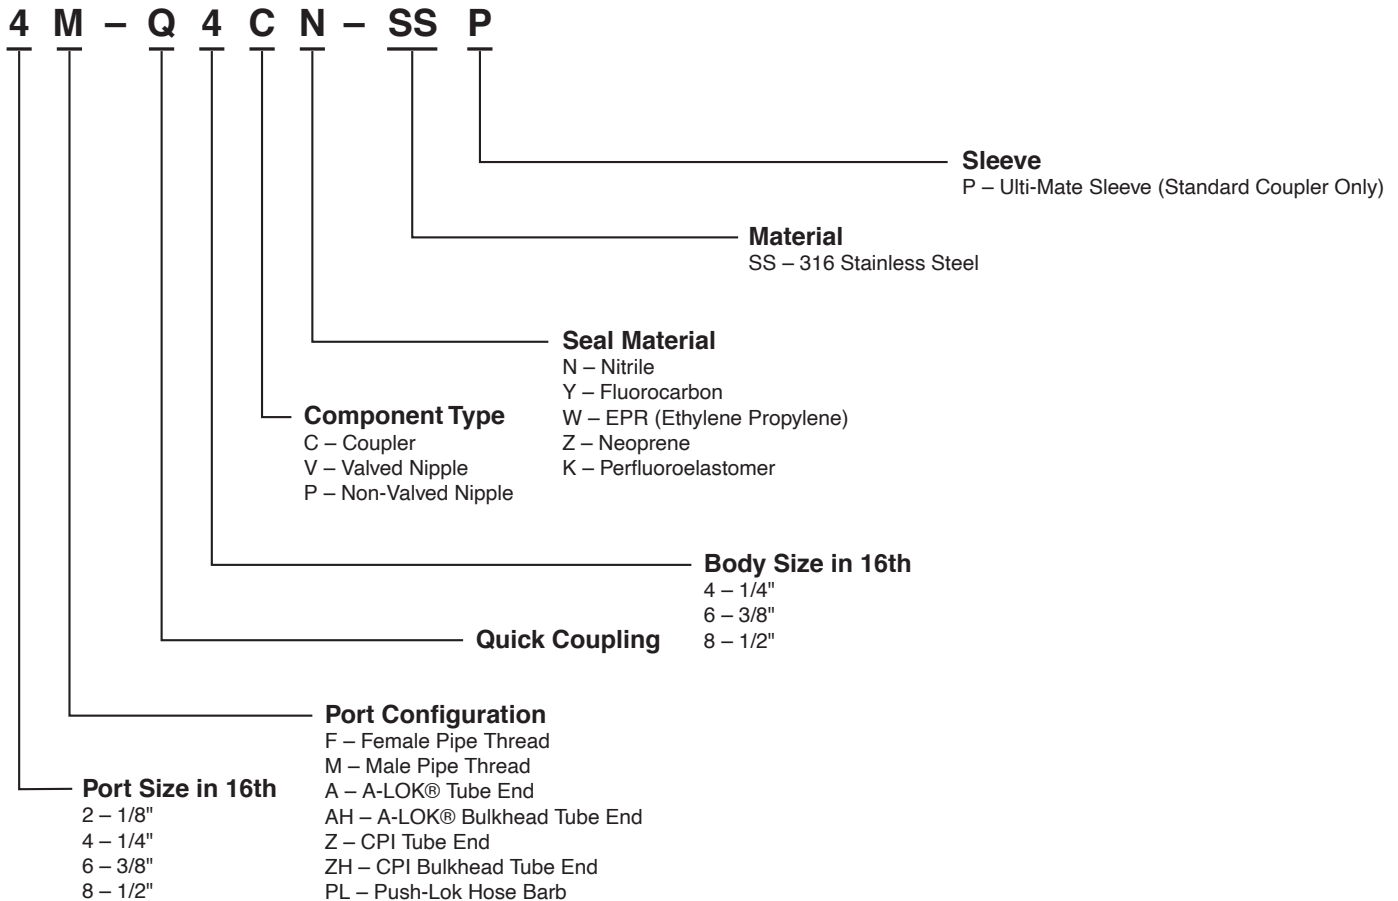 4 M – Q 4 C N – SS P
Sleeve
P – Ulti-Mate Sleeve (Standard Coupler Only)
Material
SS – 316 Stainless Steel
Seal Material
N – Nitrile
Y – Fluorocarbon
W – EPR (Ethylene Propylene)
Z – Neoprene
K – Perfluoroelastomer
Component Type
C – Coupler
V – Valved Nipple
P – Non-Valved Nipple
Body Size in 16th
4 – 1/4"
6 – 3/8"
8 – 1/2"
Quick Coupling
Port Configuration
F – Female Pipe Thread
M – Male Pipe Thread
A – A-LOK® Tube End
AH – A-LOK® Bulkhead Tube End
Z – CPI Tube End
ZH – CPI Bulkhead Tube End
PL – Push-Lok Hose Barb
Port Size in 16th
2 – 1/8"
4 – 1/4"
6 – 3/8"
8 – 1/2"